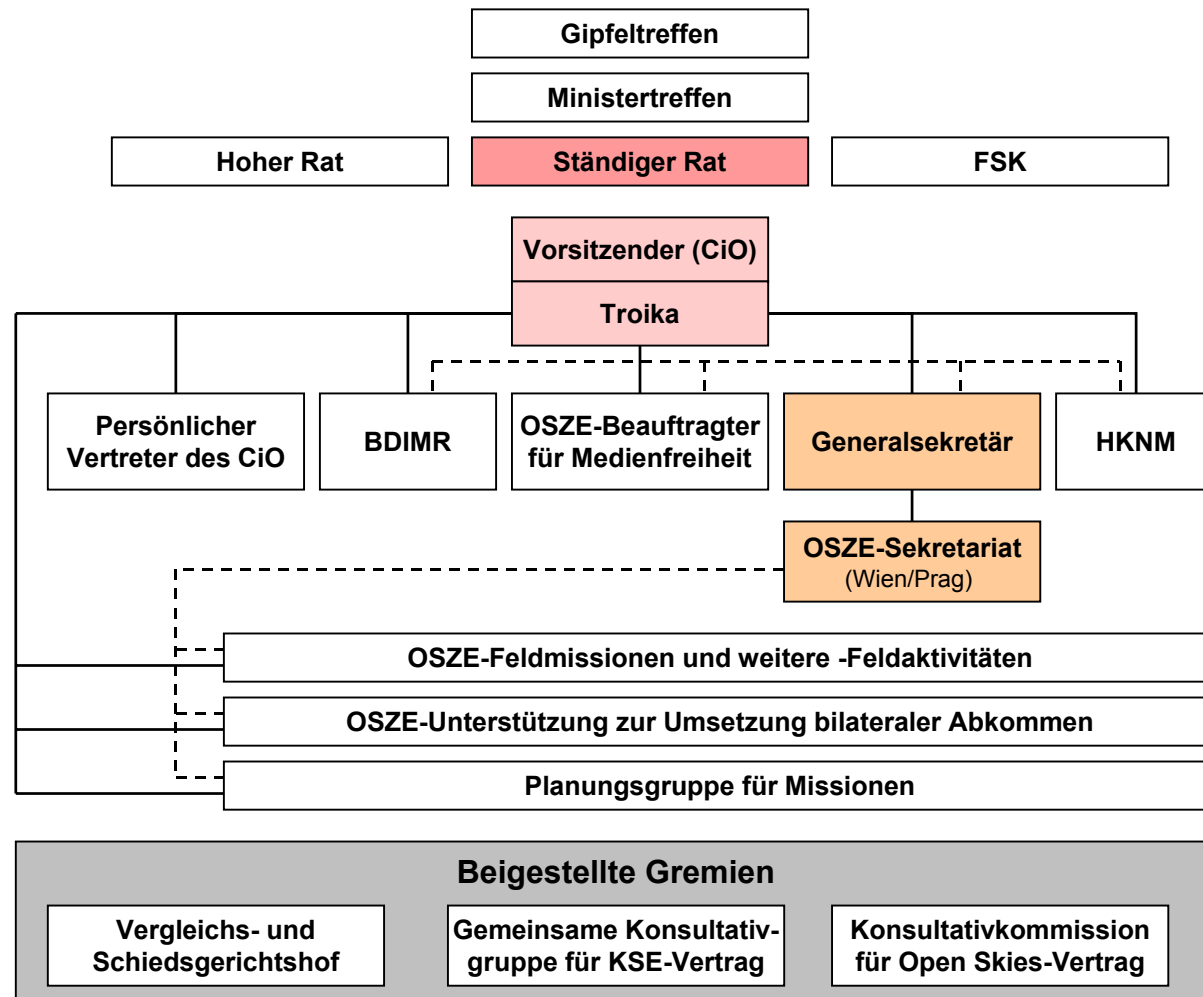 Gipfeltreffen
Ministertreffen
Hoher Rat
Ständiger Rat
FSK
Vorsitzender (CiO)
Troika
Persönlicher
Vertreter des CiO
BDIMR
OSZE-Beauftragter
für Medienfreiheit
Generalsekretär
HKNM
OSZE-Sekretariat
(Wien/Prag)
OSZE-Feldmissionen und weitere -Feldaktivitäten
OSZE-Unterstützung zur Umsetzung bilateraler Abkommen
Planungsgruppe für Missionen
Beigestellte Gremien
Vergleichs- und
Schiedsgerichtshof
Gemeinsame Konsultativ-
gruppe für KSE-Vertrag
Konsultativkommission
für Open Skies-Vertrag